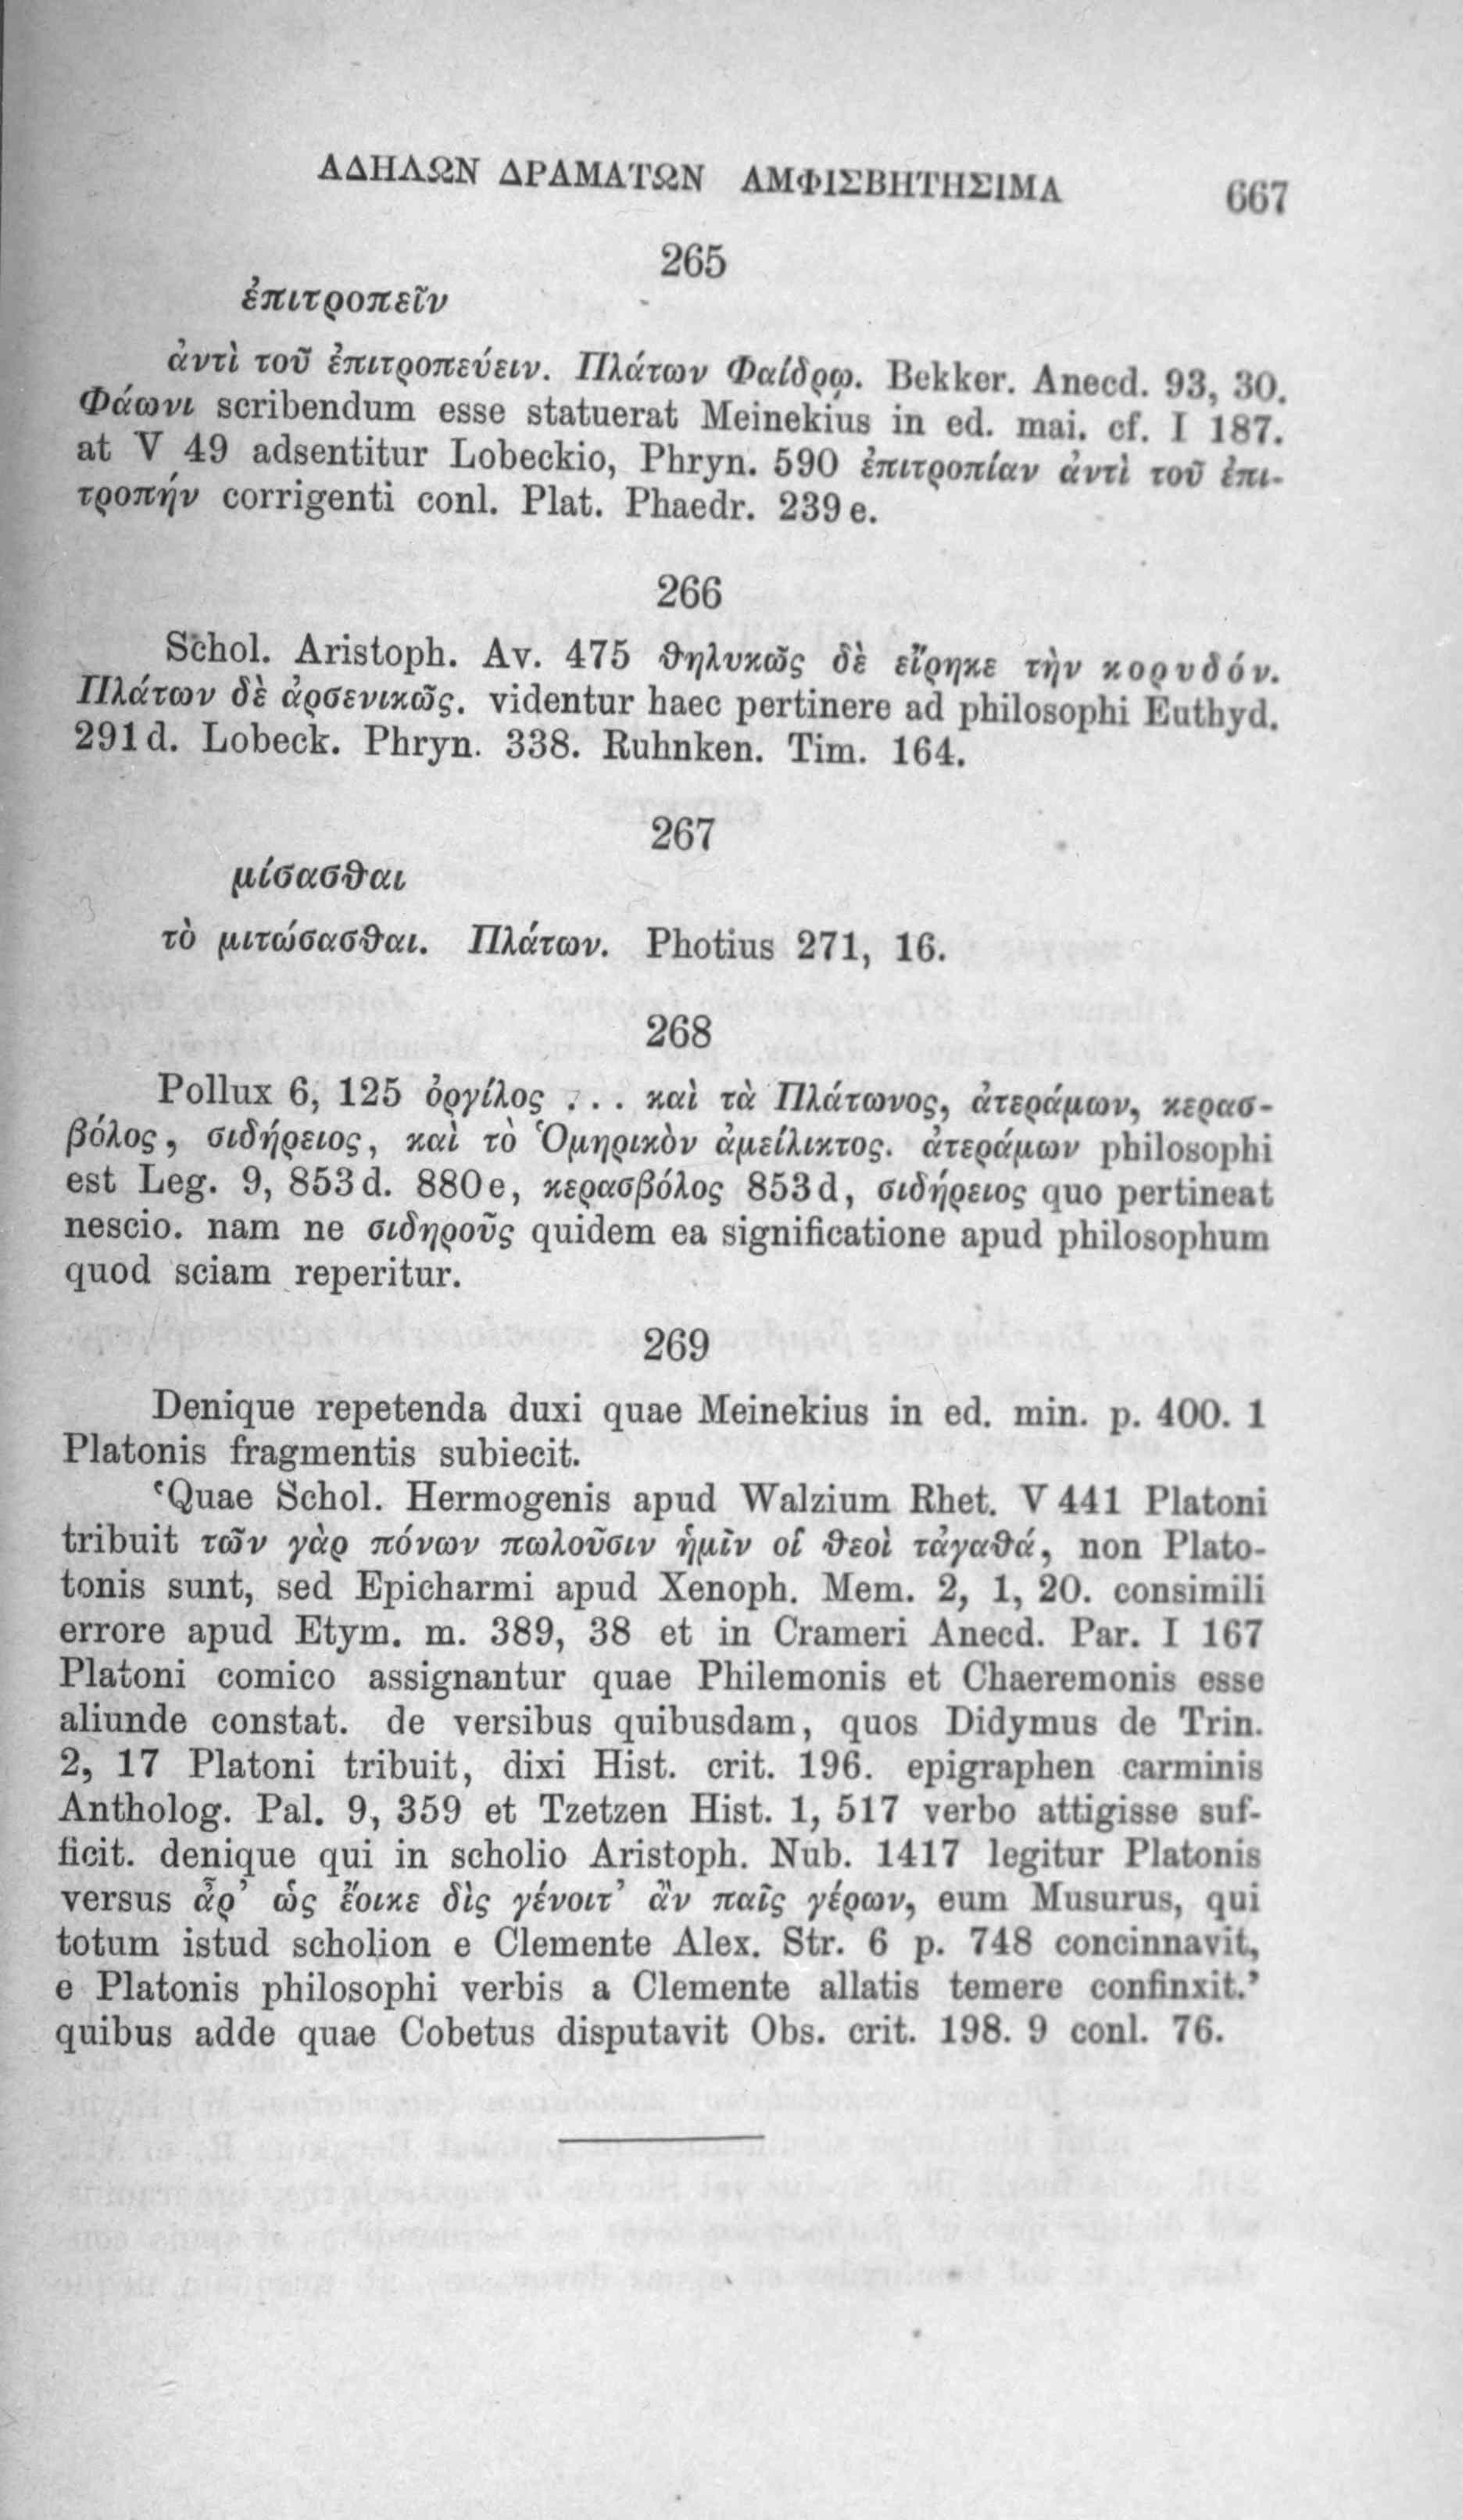 ΑΔΗΛΩΝ ΔΡΑΜΑΤΩΝ ΑΜΦΙΣΒΗΤΗΣΙΜΑ 667
265
ἐπιτροπεῖν
ἀντὶ τοῦ ἐπιτροπεύειν. Πλάτων Φαίδρῳ. Bekker. Anecd. 93, 30.
Φάωνι scribendum esse statuerat Meinekius in ed. mai. cf. I 187.
at V 49 adsentitur Lobeckio, Phryn. 590 ἐπιτροπίαν ἀντὶ τοῦ ἐπι-
τροπήν corrigenti conl. Plat. Phaedr. 239 e.
266
Schol. Aristoph. Av. 475 θηλυκῶς δὲ εἴρηκε τὴν κορυδόν.
Πλάτων δὲ ἀρσενικῶς. videntur haec pertinere ad philosophi Euthyd.
291 d. Lobeck. Phryn. 338. Ruhnken. Tim. 164.
267
μίσασθαι
τὸ μιτώσασθαι. Πλάτων. Photius 271, 16.
268
Pollux 6, 125 ὀργίλος ... καὶ τὰ Πλάτωνος, ἀτεράμων, κερασ-
βόλος, σιδήρειος, καὶ τὸ Ὁμηρικὸν ἀμείλικτος. ἀτεράμων philosophi
est Leg. 9, 853 d. 880 e, κερασβόλος 853 d, σιδήρειος quo pertineat
nescio. nam ne σιδηροῦς quidem ea significatione apud philosophum
quod sciam reperitur.
269
Denique repetenda duxi quae Meinekius in ed. min. p. 400. 1
Platonis fragmentis subiecit.
‘Quae Schol. Hermogenis apud Walzium Rhet. V 441 Platoni
tribuit τῶν γὰρ πόνων πωλοῦσιν ἡμῖν οἱ θεοὶ τἀγαθά, non Plato-
tonis sunt, sed Epicharmi apud Xenoph. Mem. 2, 1, 20. consimili
errore apud Etym. m. 389, 38 et in Crameri Anecd. Par. I 167
Platoni comico assignantur quae Philemonis et Chaeremonis esse
aliunde constat. de versibus quibusdam, quos Didymus de Trin.
2, 17 Platoni tribuit, dixi Hist. crit. 196. epigraphen carminis
Antholog. Pal. 9, 359 et Tzetzen Hist. 1, 517 verbo attigisse suf-
ficit. denique qui in scholio Aristoph. Nub. 1417 legitur Platonis
versus ἆρ’ ὡς ἔοικε δὶς γένοιτ’ ἂν παῖς γέρων, eum Musurus, qui
totum istud scholion e Clemente Alex. Str. 6 p. 748 concinnavit,
e Platonis philosophi verbis a Clemente allatis temere confinxit.’
quibus adde quae Cobetus disputavit Obs. crit. 198. 9 conl. 76.